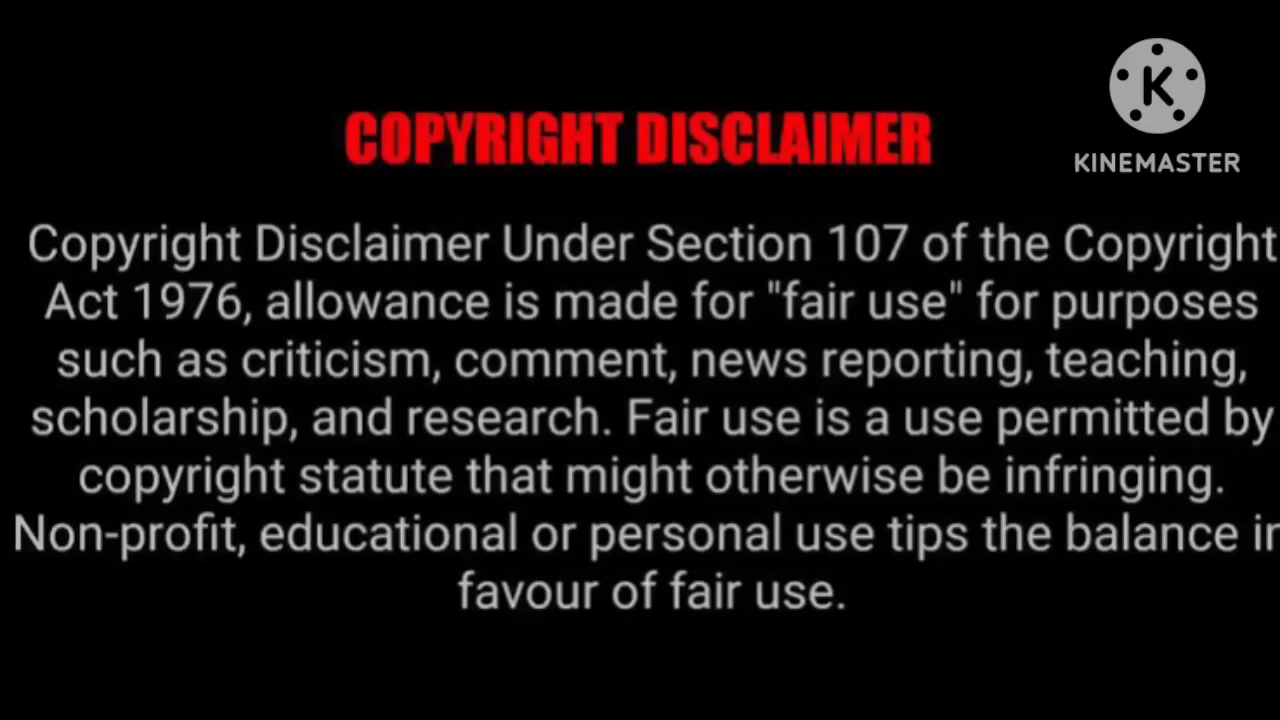 K
KINEMASTER
COPYRIGHT DISCLAIMER
Copyright Disclaimer Under Section 107 of the Copyright
Act 1976, allowance is made for "fair use" for purposes
such as criticism, comment, news reporting, teaching,
scholarship, and research. Fair use is a use permitted by
copyright statute that might otherwise be infringing.
Non-profit, educational or personal use tips the balance in
favour of fair use.